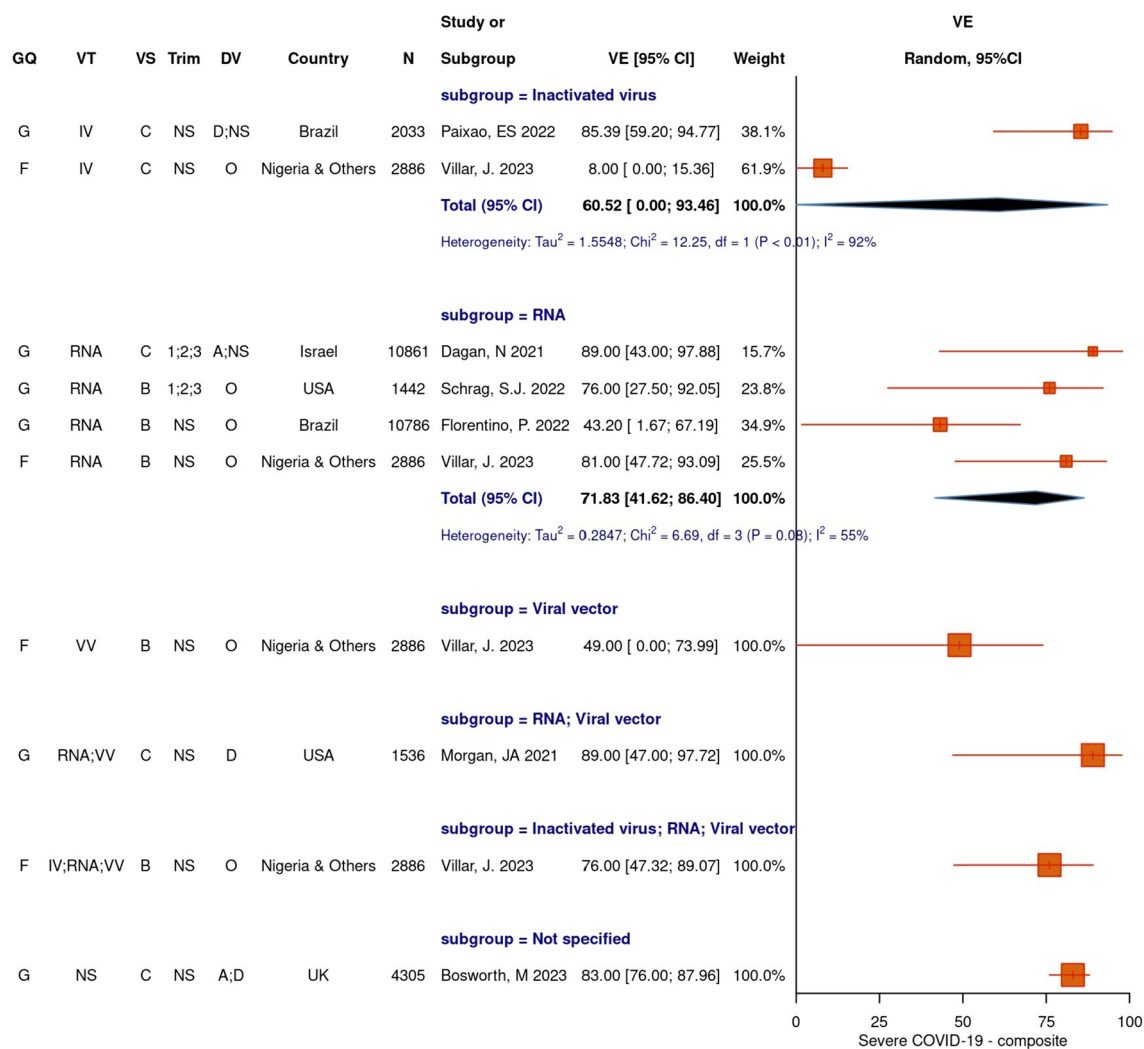 Study or VE
GQ VT VS Trim DV Country N Subgroup VE [95% CI] Weight Random, 95%CI
subgroup = Inactivated virus
G IV C NS D;NS Brazil 2033 Paixao, ES 2022 85.39 [59.20; 94.77] 38.1%
F IV C NS O Nigeria & Others 2886 Villar, J. 2023 8.00 [ 0.00; 15.36] 61.9%
Total (95% CI) 60.52 [ 0.00; 93.46] 100.0%
Heterogeneity: Tau² = 1.5548; Chi² = 12.25, df = 1 (P < 0.01); I² = 92%
subgroup = RNA
G RNA C 1;2;3 A;NS Israel 10861 Dagan, N 2021 89.00 [43.00; 97.88] 15.7%
G RNA B 1;2;3 O USA 1442 Schrag, S.J. 2022 76.00 [27.50; 92.05] 23.8%
G RNA B NS O Brazil 10786 Florentino, P. 2022 43.20 [ 1.67; 67.19] 34.9%
F RNA B NS O Nigeria & Others 2886 Villar, J. 2023 81.00 [47.72; 93.09] 25.5%
Total (95% CI) 71.83 [41.62; 86.40] 100.0%
Heterogeneity: Tau² = 0.2847; Chi² = 6.69, df = 3 (P = 0.08); I² = 55%
subgroup = Viral vector
F VV B NS O Nigeria & Others 2886 Villar, J. 2023 49.00 [ 0.00; 73.99] 100.0%
subgroup = RNA; Viral vector
G RNA;VV C NS D USA 1536 Morgan, JA 2021 89.00 [47.00; 97.72] 100.0%
subgroup = Inactivated virus; RNA; Viral vector
F IV;RNA;VV B NS O Nigeria & Others 2886 Villar, J. 2023 76.00 [47.32; 89.07] 100.0%
subgroup = Not specified
G NS C NS A;D UK 4305 Bosworth, M 2023 83.00 [76.00; 87.96] 100.0%
0 25 50 75 100
Severe COVID-19 - composite